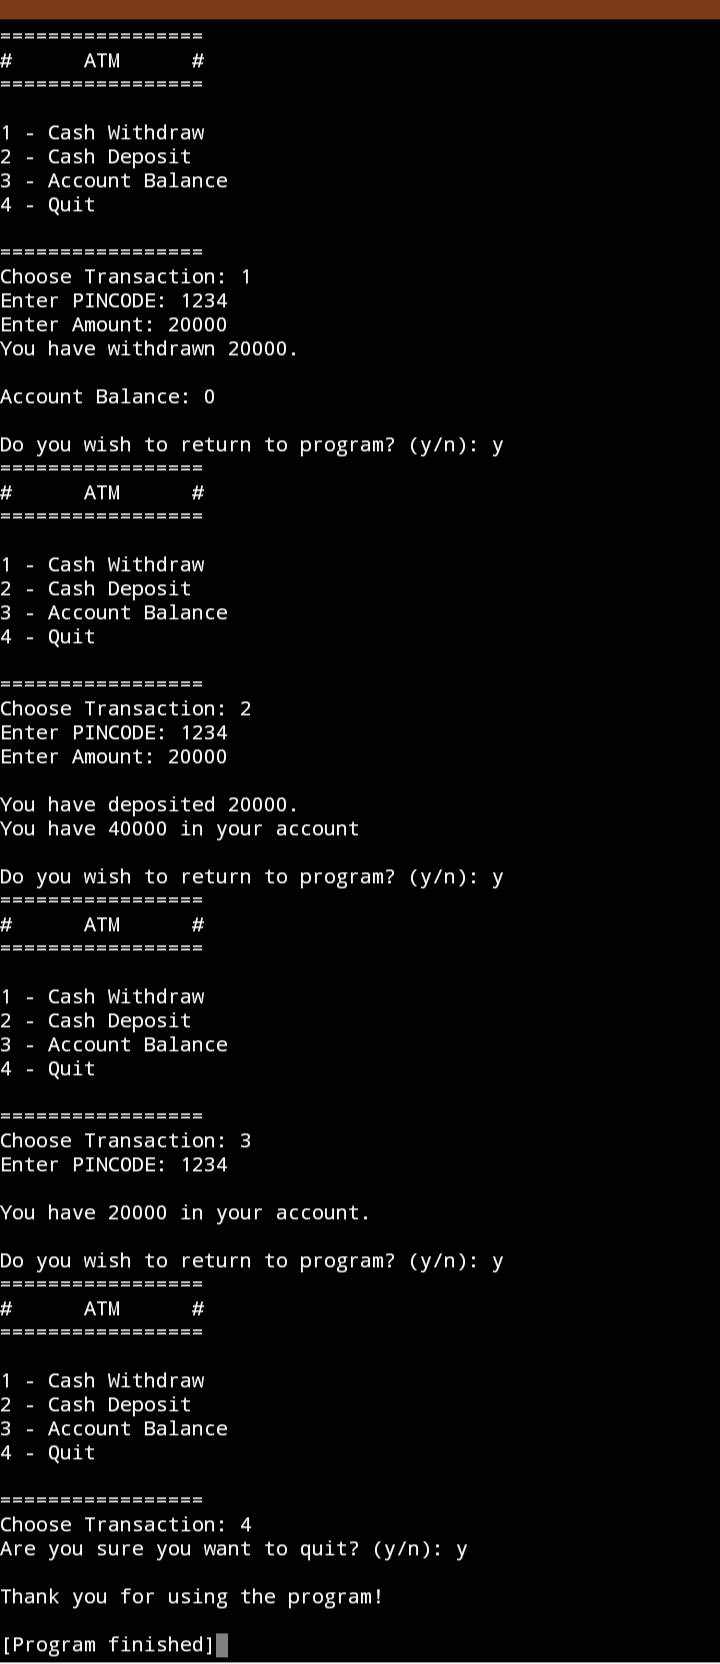 =================
#      ATM      #
=================
1 - Cash Withdraw
2 - Cash Deposit
3 - Account Balance
4 - Quit
=================
Choose Transaction: 1
Enter PINCODE: 1234
Enter Amount: 20000
You have withdrawn 20000.
Account Balance: 0
Do you wish to return to program? (y/n): y
=================
#      ATM      #
=================
1 - Cash Withdraw
2 - Cash Deposit
3 - Account Balance
4 - Quit
=================
Choose Transaction: 2
Enter PINCODE: 1234
Enter Amount: 20000
You have deposited 20000.
You have 40000 in your account
Do you wish to return to program? (y/n): y
=================
#      ATM      #
=================
1 - Cash Withdraw
2 - Cash Deposit
3 - Account Balance
4 - Quit
=================
Choose Transaction: 3
Enter PINCODE: 1234
You have 20000 in your account.
Do you wish to return to program? (y/n): y
=================
#      ATM      #
=================
1 - Cash Withdraw
2 - Cash Deposit
3 - Account Balance
4 - Quit
=================
Choose Transaction: 4
Are you sure you want to quit? (y/n): y
Thank you for using the program!
[Program finished]